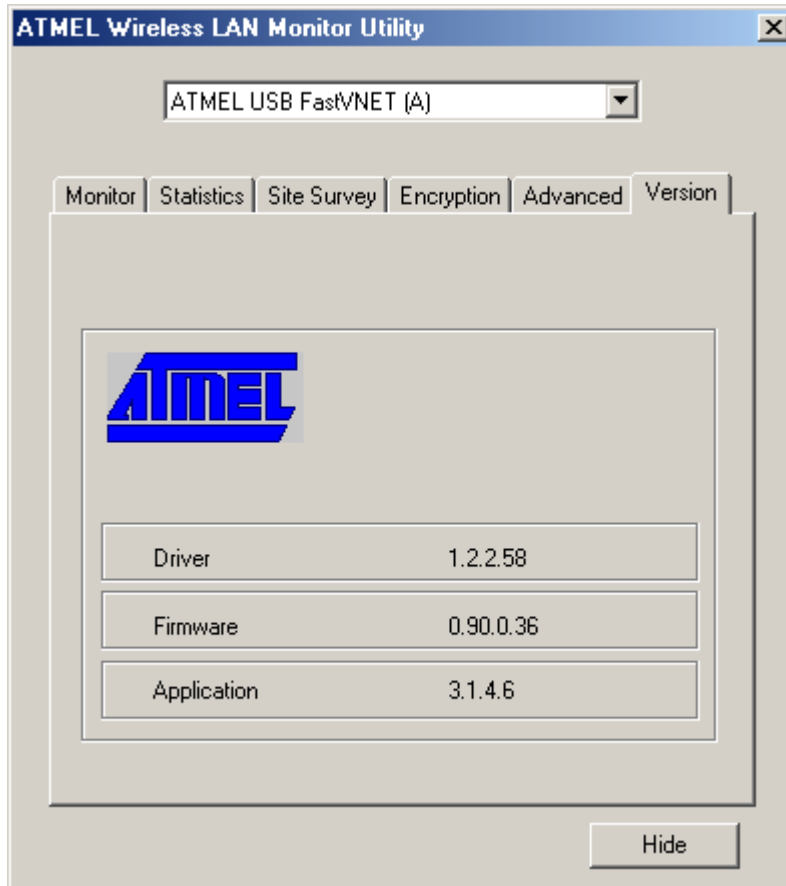 ATMEL Wireless LAN Monitor Utility
ATMEL USB FastVNET (A)
Monitor Statistics Site Survey Encryption Advanced Version
ATMEL
Driver 1.2.2.58
Firmware 0.90.0.36
Application 3.1.4.6
Hide